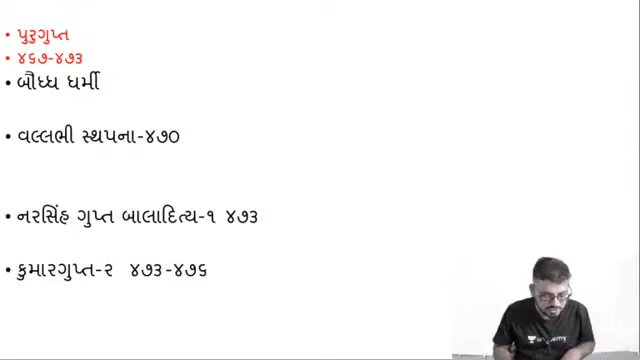 • પુરુગુપ્ત
• ૪૬૭-૪૭૩
• બૌધ્ધ ધર્મી
• વલ્લભી સ્થપના-૪૭૦
• નરસિંહ ગુપ્ત બાલાદિત્ય-૧ ૪૭૩
• કુમારગુપ્ત-૨ ૪૭૩-૪૭૬